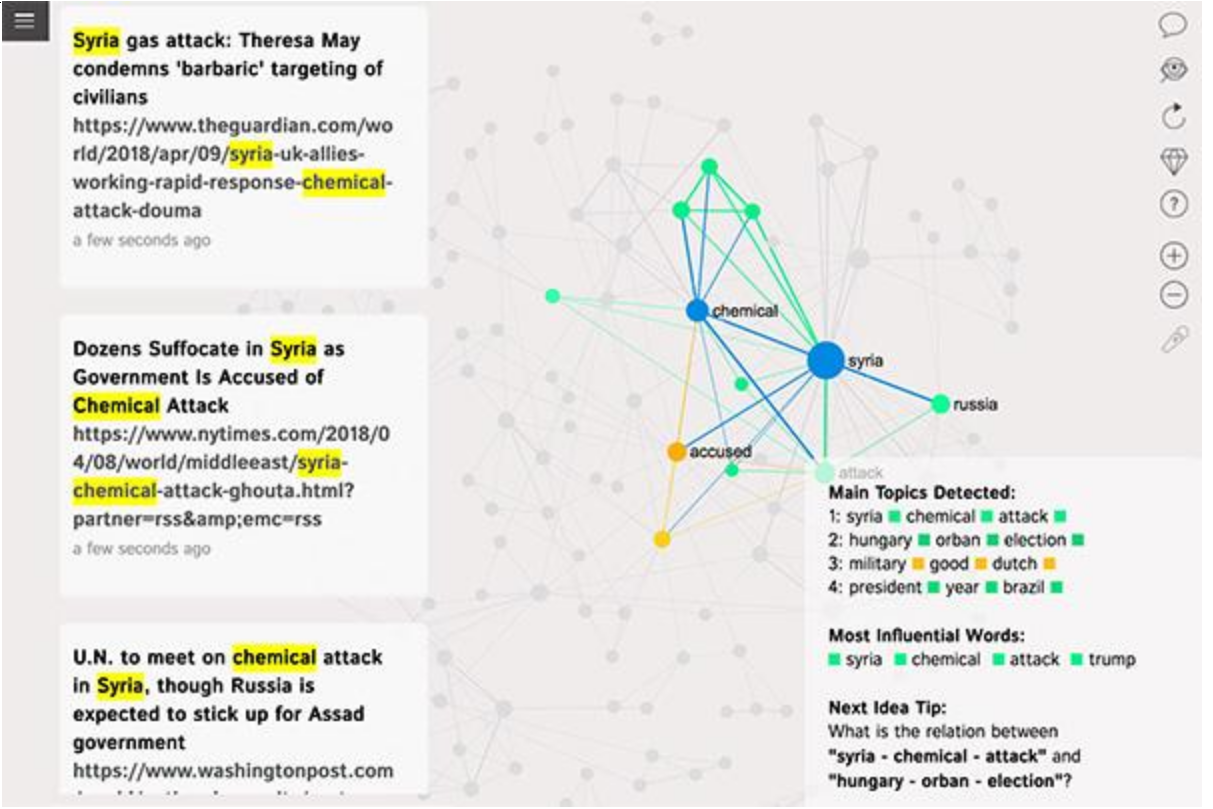 Syria gas attack: Theresa May
condemns 'barbaric' targeting of
civilians
https://www.theguardian.com/wo
rld/2018/apr/09/syria-uk-allies-
working-rapid-response-chemical-
attack-douma
a few seconds ago
Dozens Suffocate in Syria as
Government Is Accused of
Chemical Attack
https://www.nytimes.com/2018/0
4/08/world/middleeast/syria-
chemical-attack-ghouta.html?
partner=rss&amp;emc=rss
a few seconds ago
U.N. to meet on chemical attack
in Syria, though Russia is
expected to stick up for Assad
government
https://www.washingtonpost.com
chemical
syria
russia
accused
attack
Main Topics Detected:
1: syria chemical attack
2: hungary orban election
3: military good dutch
4: president year brazil
Most Influential Words:
syria chemical attack trump
Next Idea Tip:
What is the relation between
"syria - chemical - attack" and
"hungary - orban - election"?